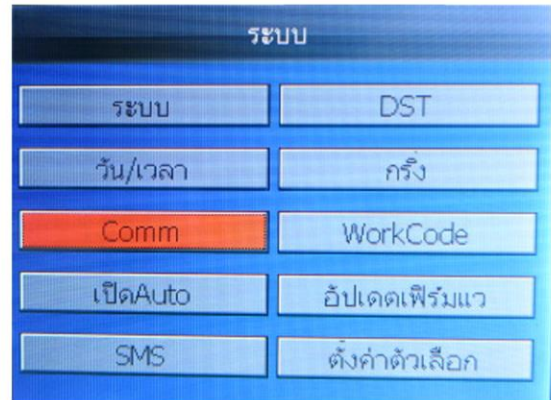 ระบบ
ระบบ
DST
วัน/เวลา
กริ่ง
Comm
WorkCode
เปิดAuto
อัปเดตเฟิร์มแว
SMS
ตั้งค่าตัวเลือก